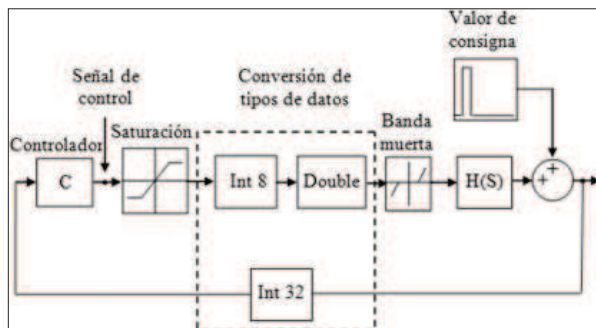 Valor de
consigna
Señal de
control
Conversión de
tipos de datos
Controlador
Saturación
Banda
muerta
C
Int 8
Double
H(S)
+
+
Int 32